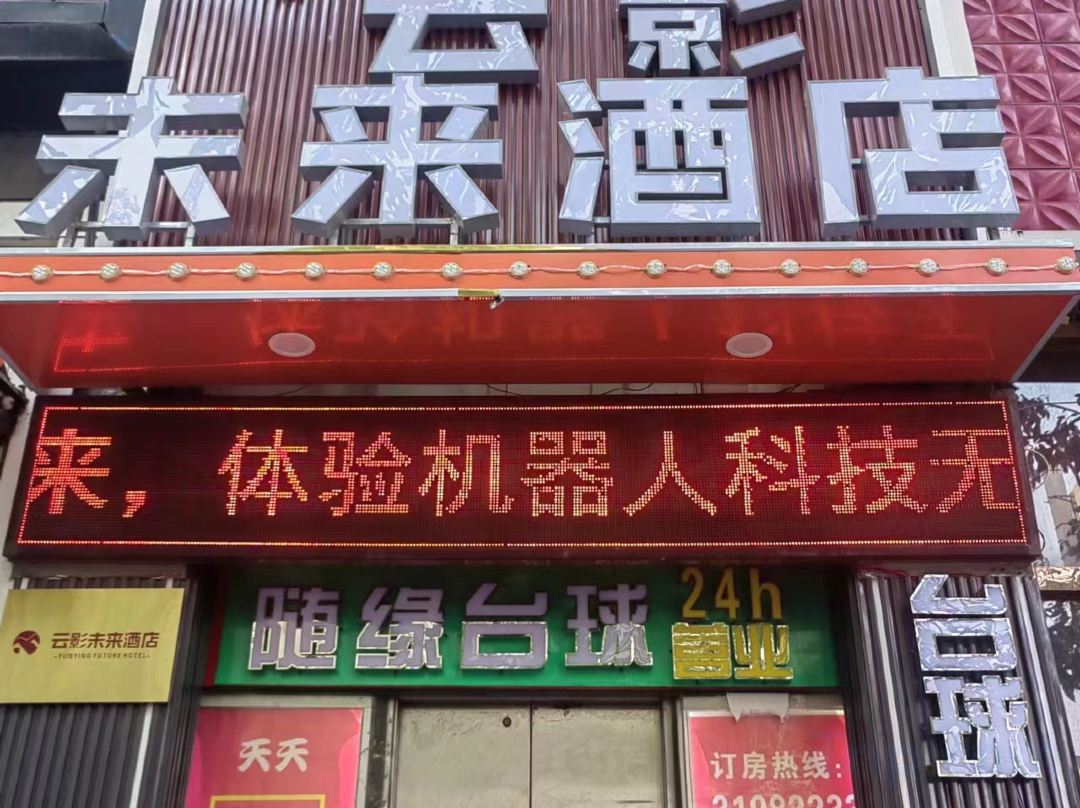 云影
未来酒店
来，体验机器人科技无
随缘台球
24h
营业
云影未来酒店
-YUNYING FUTURE HOTEL-
台球
天天
订房热线：